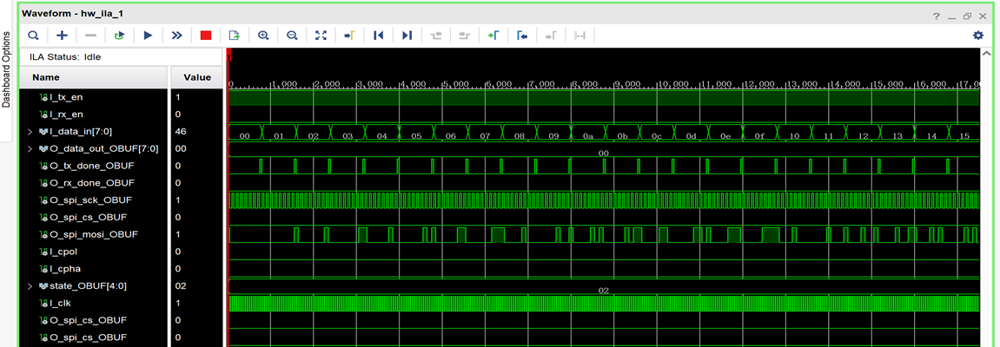 Waveform - hw_ila_1
Dashboard Options
ILA Status: Idle
Name Value
0 1,000 2,000 3,000 4,000 5,000 6,000 7,000 8,000 9,000 10,000 11,000 12,000 13,000 14,000 15,000 16,000 17,0
I_tx_en 1
I_rx_en 0
I_data_in[7:0] 46 00 01 02 03 04 05 06 07 08 09 0a 0b 0c 0d 0e 0f 10 11 12 13 14 15
O_data_out_OBUF[7:0] 00 00
O_tx_done_OBUF 0
O_rx_done_OBUF 0
O_spi_sck_OBUF 1
O_spi_cs_OBUF 0
O_spi_mosi_OBUF 1
I_cpol 0
I_cpha 0
state_OBUF[4:0] 02 02
I_clk 1
O_spi_cs_OBUF 0
O_spi_cs_OBUF 0